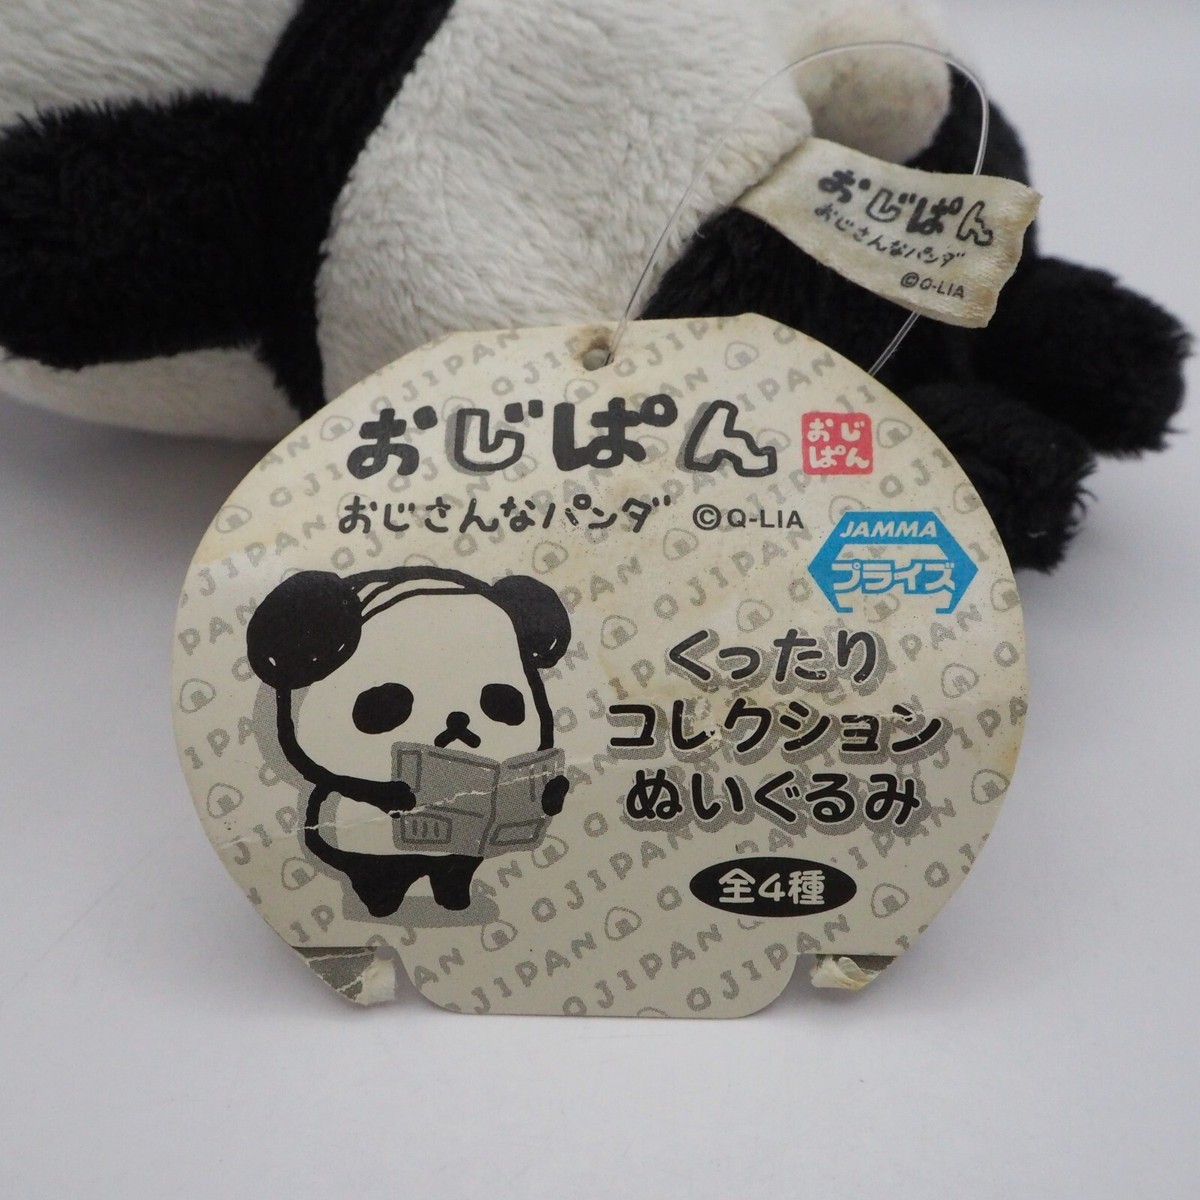 おじぱん
おじさんなパンダ
©Q-LIA
おじぱん
おじ
ぱん
おじさんなパンダ ©Q-LIA
JAMMA
プライズ
くったり
コレクション
ぬいぐるみ
全4種
OJIPAN OJIPAN